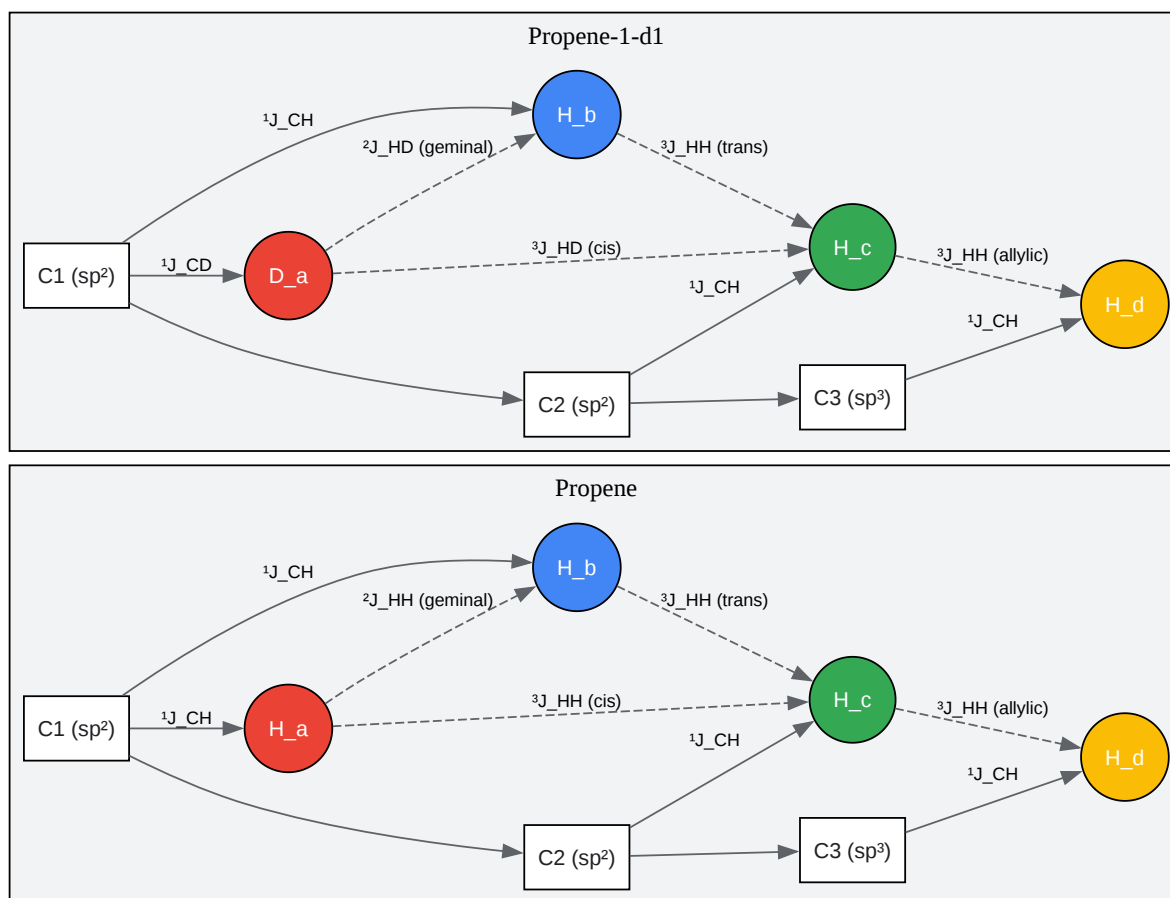 Propene-1-d1
H_b
¹J_CH
²J_HD (geminal)
³J_HH (trans)
C1 (sp²)
¹J_CD
D_a
³J_HD (cis)
H_c
³J_HH (allylic)
¹J_CH
H_d
¹J_CH
C2 (sp²)
C3 (sp³)
Propene
H_b
¹J_CH
²J_HH (geminal)
³J_HH (trans)
C1 (sp²)
¹J_CH
H_a
³J_HH (cis)
H_c
³J_HH (allylic)
¹J_CH
H_d
¹J_CH
C2 (sp²)
C3 (sp³)